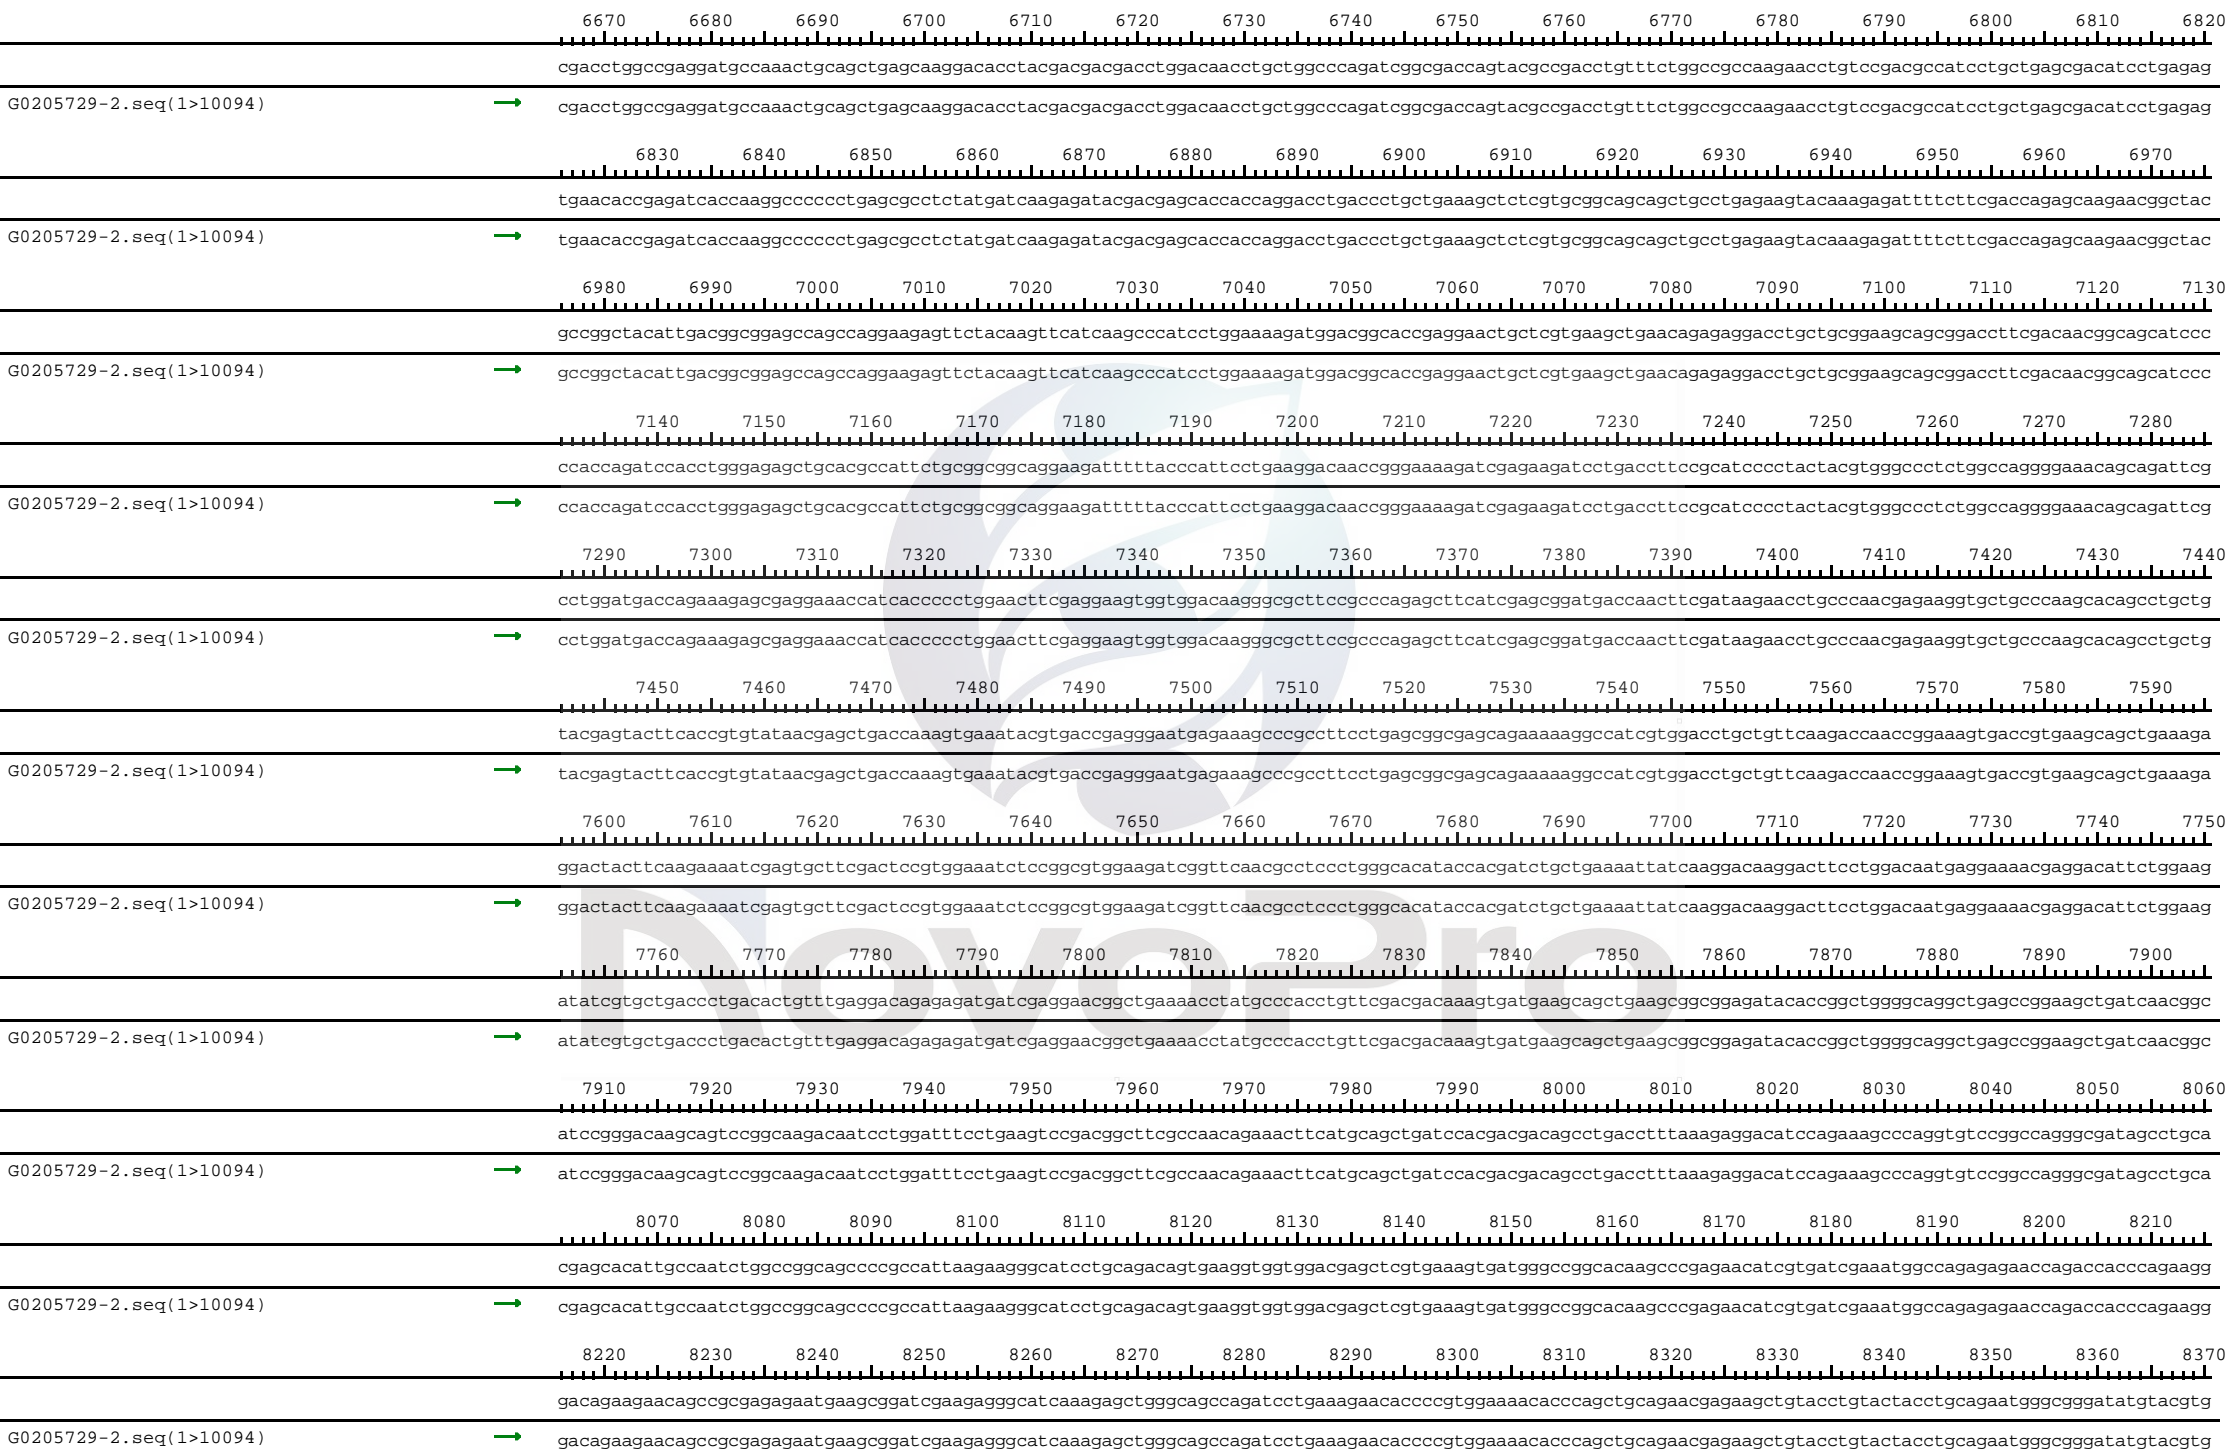 6670 6680 6690 6700 6710 6720 6730 6740 6750 6760 6770 6780 6790 6800 6810 6820
cgacctggccgaggatgccaaactgcagctgagcaaggacacctacgacgacgacctggacaacctgctggcccagatcggcgaccagtacgccgacctgtttctggccgccaagaacctgtccgacgccatcctgctgagcgacatcctgagag
G0205729-2.seq(1>10094) cgacctggccgaggatgccaaactgcagctgagcaaggacacctacgacgacgacctggacaacctgctggcccagatcggcgaccagtacgccgacctgtttctggccgccaagaacctgtccgacgccatcctgctgagcgacatcctgagag
6830 6840 6850 6860 6870 6880 6890 6900 6910 6920 6930 6940 6950 6960 6970
tgaacaccgagatcaccaaggcccccctgagcgcctctatgatcaagagatacgacgagcaccaccaggacctgaccctgctgaaagctctcgtgcggcagcagctgcctgagaagtacaaagagattttcttcgaccagagcaagaacggctac
G0205729-2.seq(1>10094) tgaacaccgagatcaccaaggcccccctgagcgcctctatgatcaagagatacgacgagcaccaccaggacctgaccctgctgaaagctctcgtgcggcagcagctgcctgagaagtacaaagagattttcttcgaccagagcaagaacggctac
6980 6990 7000 7010 7020 7030 7040 7050 7060 7070 7080 7090 7100 7110 7120 7130
gccggctacattgacggcggagccagccaggaagagttctacaagttcatcaagcccatcctggaaaagatggacggcaccgaggaactgctcgtgaagctgaacagagaggacctgctgcggaagcagcggaccttcgacaacggcagcatccc
G0205729-2.seq(1>10094) gccggctacattgacggcggagccagccaggaagagttctacaagttcatcaagcccatcctggaaaagatggacggcaccgaggaactgctcgtgaagctgaacagagaggacctgctgcggaagcagcggaccttcgacaacggcagcatccc
7140 7150 7160 7170 7180 7190 7200 7210 7220 7230 7240 7250 7260 7270 7280
ccaccagatccacctgggagagctgcacgccattctgcggcggcaggaagatttttacccattcctgaaggacaaccgggaaaagatcgagaagatcctgaccttccgcatcccctactacgtgggccctctggccaggggaaacagcagattcg
G0205729-2.seq(1>10094) ccaccagatccacctgggagagctgcacgccattctgcggcggcaggaagatttttacccattcctgaaggacaaccgggaaaagatcgagaagatcctgaccttccgcatcccctactacgtgggccctctggccaggggaaacagcagattcg
7290 7300 7310 7320 7330 7340 7350 7360 7370 7380 7390 7400 7410 7420 7430 7440
cctggatgaccagaaagagcgaggaaaccatcaccccctggaacttcgaggaagtggtggacaagggcgcttccgcccagagcttcatcgagcggatgaccaacttcgataagaacctgcccaacgagaaggtgctgcccaagcacagcctgctg
G0205729-2.seq(1>10094) cctggatgaccagaaagagcgaggaaaccatcaccccctggaacttcgaggaagtggtggacaagggcgcttccgcccagagcttcatcgagcggatgaccaacttcgataagaacctgcccaacgagaaggtgctgcccaagcacagcctgctg
7450 7460 7470 7480 7490 7500 7510 7520 7530 7540 7550 7560 7570 7580 7590
tacgagtacttcaccgtgtataacgagctgaccaaagtgaaatacgtgaccgagggaatgagaaagcccgccttcctgagcggcgagcagaaaaaggccatcgtggacctgctgttcaagaccaaccggaaagtgaccgtgaagcagctgaaaga
G0205729-2.seq(1>10094) tacgagtacttcaccgtgtataacgagctgaccaaagtgaaatacgtgaccgagggaatgagaaagcccgccttcctgagcggcgagcagaaaaaggccatcgtggacctgctgttcaagaccaaccggaaagtgaccgtgaagcagctgaaaga
7600 7610 7620 7630 7640 7650 7660 7670 7680 7690 7700 7710 7720 7730 7740 7750
ggactacttcaagaaaatcgagtgcttcgactccgtggaaatctccggcgtggaagatcggttcaacgcctccctgggcacataccacgatctgctgaaaattatcaaggacaaggacttcctggacaatgaggaaaacgaggacattctggaag
G0205729-2.seq(1>10094) ggactacttcaagaaaatcgagtgcttcgactccgtggaaatctccggcgtggaagatcggttcaacgcctccctgggcacataccacgatctgctgaaaattatcaaggacaaggacttcctggacaatgaggaaaacgaggacattctggaag
7760 7770 7780 7790 7800 7810 7820 7830 7840 7850 7860 7870 7880 7890 7900
atatcgtgctgaccctgacactgtttgaggacagagagatgatcgaggaacggctgaaaacctatgcccacctgttcgacgacaaagtgatgaagcagctgaagcggcggagatacaccggctggggcaggctgagccggaagctgatcaacggc
G0205729-2.seq(1>10094) atatcgtgctgaccctgacactgtttgaggacagagagatgatcgaggaacggctgaaaacctatgcccacctgttcgacgacaaagtgatgaagcagctgaagcggcggagatacaccggctggggcaggctgagccggaagctgatcaacggc
NovoPro
7910 7920 7930 7940 7950 7960 7970 7980 7990 8000 8010 8020 8030 8040 8050 8060
atccgggacaagcagtccggcaagacaatcctggatttcctgaagtccgacggcttcgccaacagaaacttcatgcagctgatccacgacgacagcctgacctttaaagaggacatccagaaagcccaggtgtccggccagggcgatagcctgca
G0205729-2.seq(1>10094) atccgggacaagcagtccggcaagacaatcctggatttcctgaagtccgacggcttcgccaacagaaacttcatgcagctgatccacgacgacagcctgacctttaaagaggacatccagaaagcccaggtgtccggccagggcgatagcctgca
8070 8080 8090 8100 8110 8120 8130 8140 8150 8160 8170 8180 8190 8200 8210
cgagcacattgccaatctggccggcagccccgccattaagaagggcatcctgcagacagtgaaggtggtggacgagctcgtgaaagtgatgggccggcacaagcccgagaacatcgtgatcgaaatggccagagagaaccagaccacccagaagg
G0205729-2.seq(1>10094) cgagcacattgccaatctggccggcagccccgccattaagaagggcatcctgcagacagtgaaggtggtggacgagctcgtgaaagtgatgggccggcacaagcccgagaacatcgtgatcgaaatggccagagagaaccagaccacccagaagg
8220 8230 8240 8250 8260 8270 8280 8290 8300 8310 8320 8330 8340 8350 8360 8370
gacagaagaacagccgcgagagaatgaagcggatcgaagagggcatcaaagagctgggcagccagatcctgaaagaacaccccgtggaaaacacccagctgcagaacgagaagctgtacctgtactacctgcagaatgggcgggatatgtacgtg
G0205729-2.seq(1>10094) gacagaagaacagccgcgagagaatgaagcggatcgaagagggcatcaaagagctgggcagccagatcctgaaagaacaccccgtggaaaacacccagctgcagaacgagaagctgtacctgtactacctgcagaatgggcgggatatgtacgtg